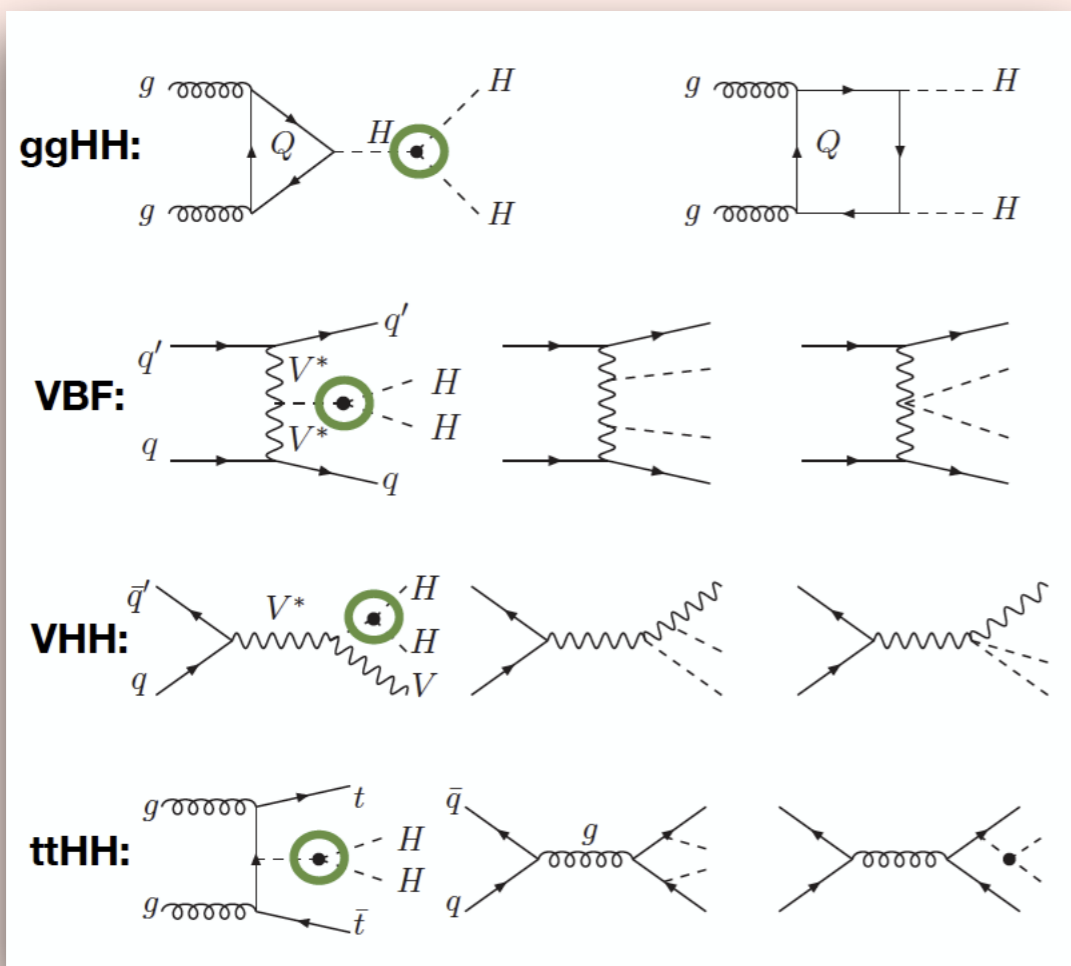 g H
H
ggHH: Q
g H
g H
Q
g H
q′ q′
V*
VBF: H
H
V*
q q
q̄′ H
V*
VHH: H
q V
g t
ttHH: H
H
g t̄
q̄
g
q